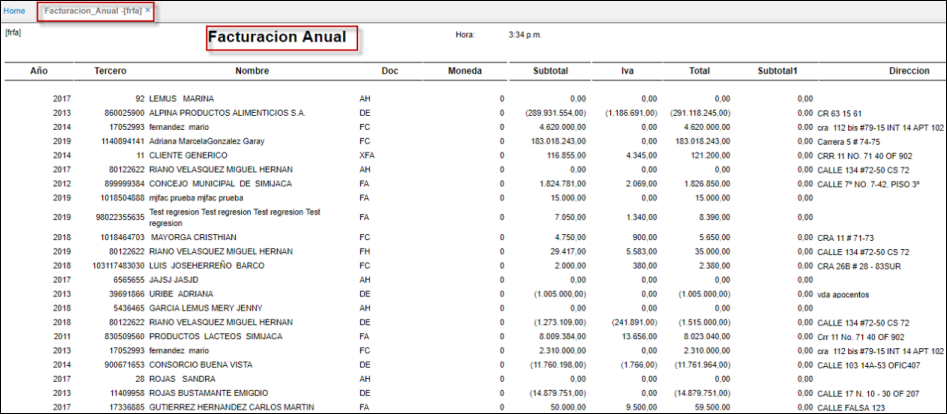 Home Facturacion_Anual -[frfa] ×
[frfa] Facturacion Anual Hora: 3:34 p.m.
Año Tercero Nombre Doc Moneda Subtotal Iva Total Subtotal1 Direccion
2017 92 LEMUS MARINA AH 0 0,00 0,00 0,00 0,00
2013 860025900 ALPINA PRODUCTOS ALIMENTICIOS S.A. DE 0 (289.931.554,00) (1.186.691,00) (291.118.245,00) 0,00 CR 63 15 61
2014 17052993 fernandez mario FC 0 4.620.000,00 0,00 4.620.000,00 0,00 cra 112 bis #79-15 INT 14 APT 102
2019 1140894141 Adriana MarcelaGonzalez Garay FC 0 183.018.243,00 0,00 183.018.243,00 0,00 Carrera 5 # 74-75
2014 11 CLIENTE GENERICO XFA 0 116.855,00 4.345,00 121.200,00 0,00 CRR 11 NO. 71 40 OF 902
2017 80122622 RIANO VELASQUEZ MIGUEL HERNAN AH 0 0,00 0,00 0,00 0,00 CALLE 134 #72-50 CS 72
2012 899999384 CONCEJO MUNICIPAL DE SIMIJACA FA 0 1.824.781,00 2.069,00 1.826.850,00 0,00 CALLE 7º NO. 7-42. PISO 3º
2019 1018504888 mjfac prueba mjfac prueba FA 0 15.000,00 0,00 15.000,00 0,00
2019 98022355635 Test regresion Test regresion Test regresion Test FA 0 7.050,00 1.340,00 8.390,00 0,00
regresion
2018 1018464703 MAYORGA CRISTHIAN FC 0 4.750,00 900,00 5.650,00 0,00 CRA 11 # 71-73
2019 80122622 RIANO VELASQUEZ MIGUEL HERNAN FH 0 29.417,00 5.583,00 35.000,00 0,00 CALLE 134 #72-50 CS 72
2018 103117483030 LUIS JOSEHERREÑO BARCO FC 0 2.000,00 380,00 2.380,00 0,00 CRA 26B # 28 - 83SUR
2017 6565655 JAJSJ JASJD AH 0 0,00 0,00 0,00 0,00
2013 39691866 URIBE ADRIANA DE 0 (1.005.000,00) 0,00 (1.005.000,00) 0,00 vda apocentos
2018 5436465 GARCIA LEMUS MERY JENNY AH 0 0,00 0,00 0,00 0,00
2018 80122622 RIANO VELASQUEZ MIGUEL HERNAN DE 0 (1.273.109,00) (241.891,00) (1.515.000,00) 0,00 CALLE 134 #72-50 CS 72
2011 830509560 PRODUCTOS LACTEOS SIMIJACA FA 0 8.009.384,00 13.656,00 8.023.040,00 0,00 Crr 11 No. 71 40 OF 902
2013 17052993 fernandez mario FC 0 2.310.000,00 0,00 2.310.000,00 0,00 cra 112 bis #79-15 INT 14 APT 102
2014 900671653 CONSORCIO BUENA VISTA DE 0 (11.760.198,00) (1.766,00) (11.761.964,00) 0,00 CALLE 103 14A-53 OFIC407
2017 28 ROJAS SANDRA AH 0 0,00 0,00 0,00 0,00
2013 11409958 ROJAS BUSTAMANTE EMIGDIO DE 0 (14.879.751,00) 0,00 (14.879.751,00) 0,00 CALLE 17 N. 10 - 30 OF 207
2017 17336885 GUTIERREZ HERNANDEZ CARLOS MARTIN FA 0 50.000,00 9.500,00 59.500,00 0,00 CALLE FALSA 123